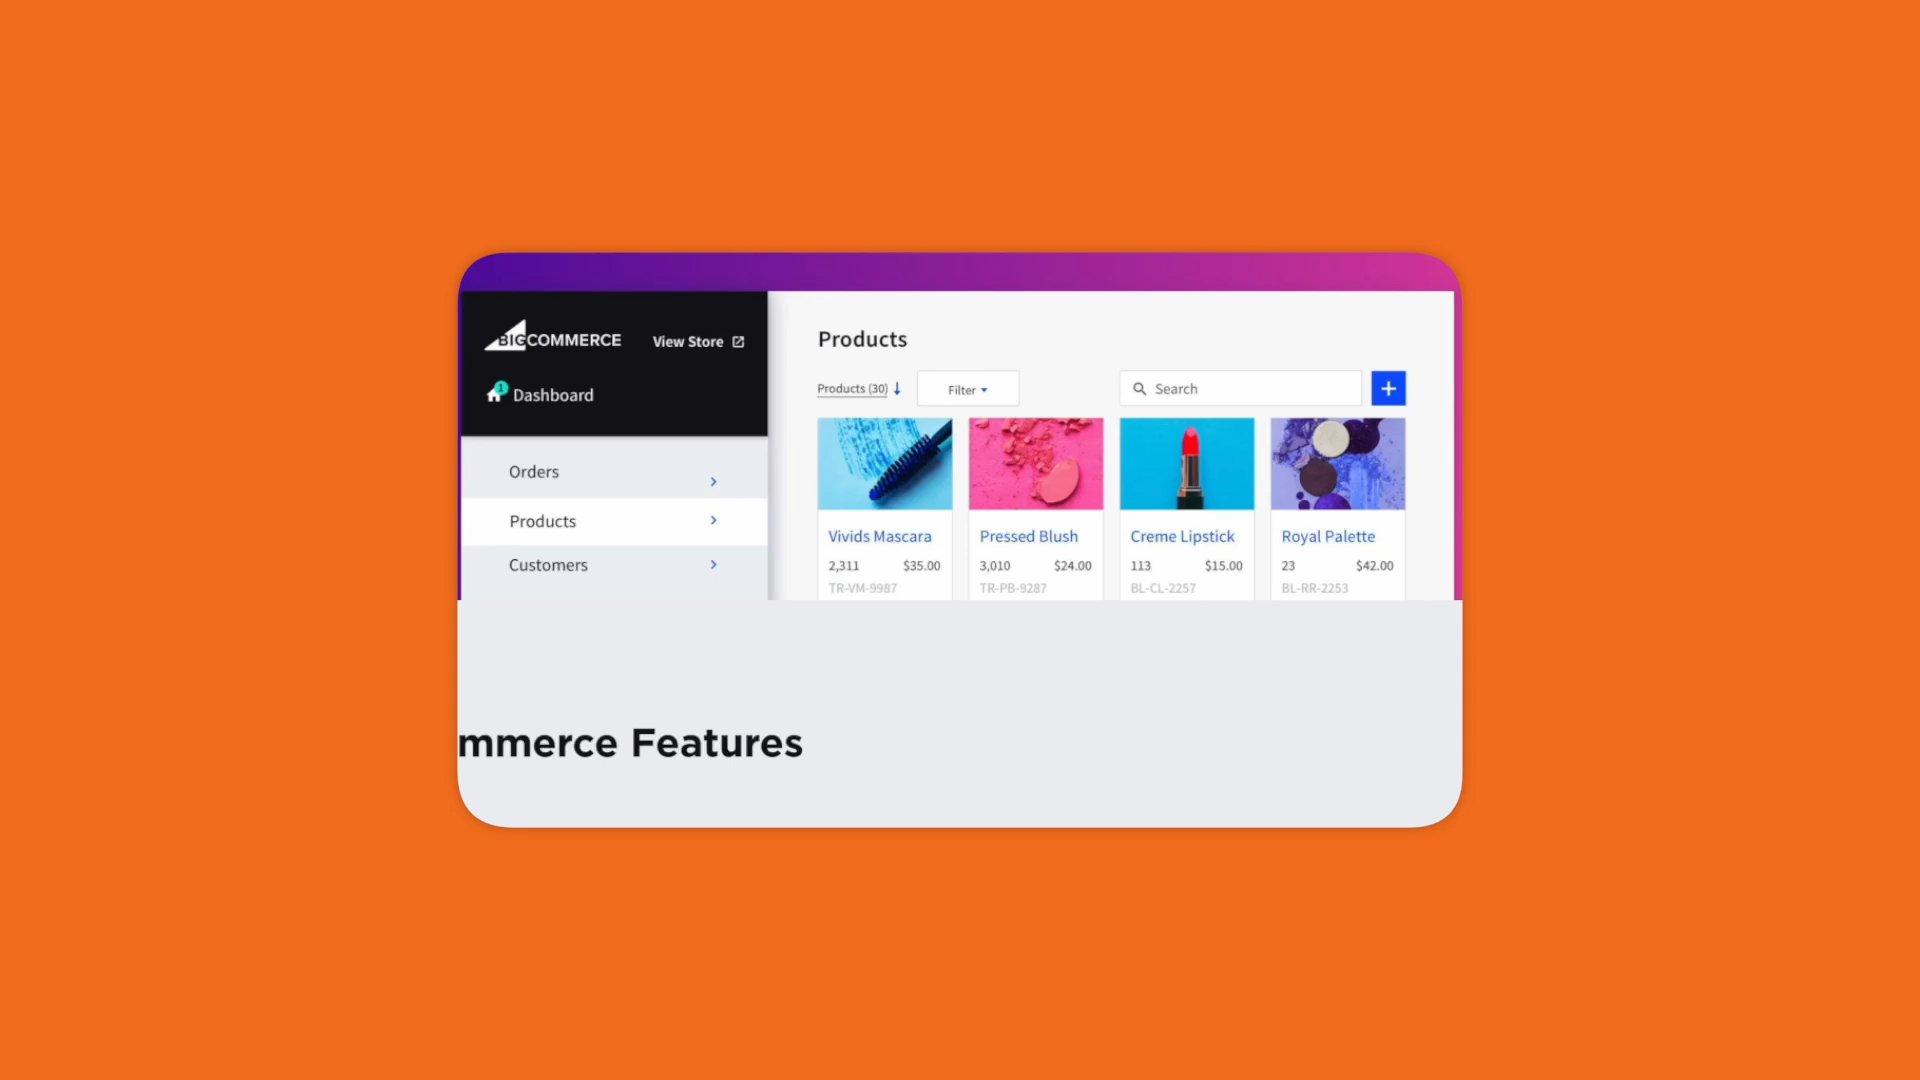 BIGCOMMERCE View Store
1
Dashboard
Orders
Products
Customers
Products
Products (30) Filter Search
Vivids Mascara Pressed Blush Creme Lipstick Royal Palette
2,311 $35.00 3,010 $24.00 113 $15.00 23 $42.00
TR-VM-9987 TR-PB-9287 BL-CL-2257 BL-RR-2253
mmerce Features